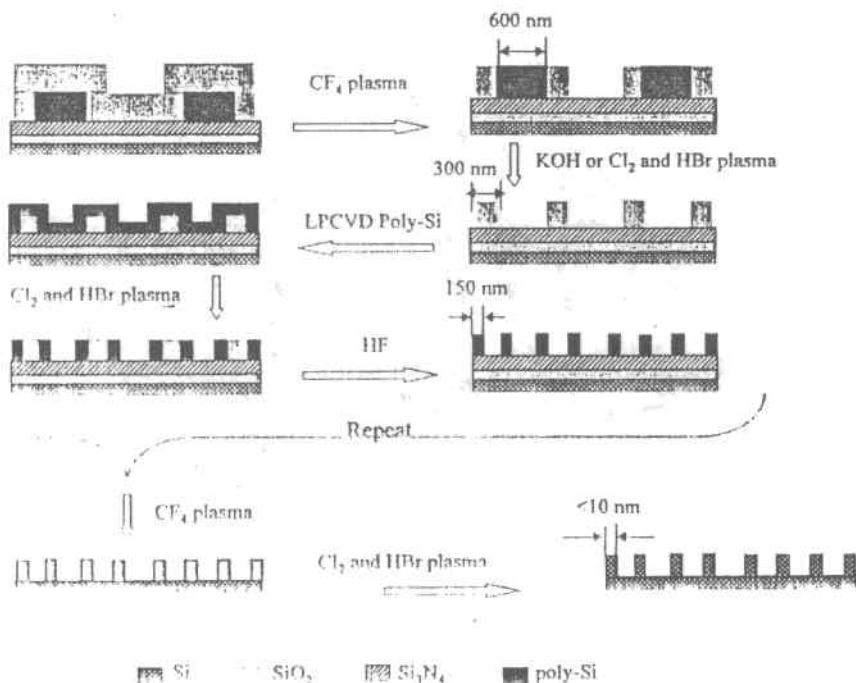 600 nm
CF₄ plasma
KOH or Cl₂ and HBr plasma
300 nm
LPCVD Poly-Si
Cl₂ and HBr plasma
150 nm
HF
Repeat
CF₄ plasma
<10 nm
Cl₂ and HBr plasma
Si SiO₂ Si₃N₄ poly-Si